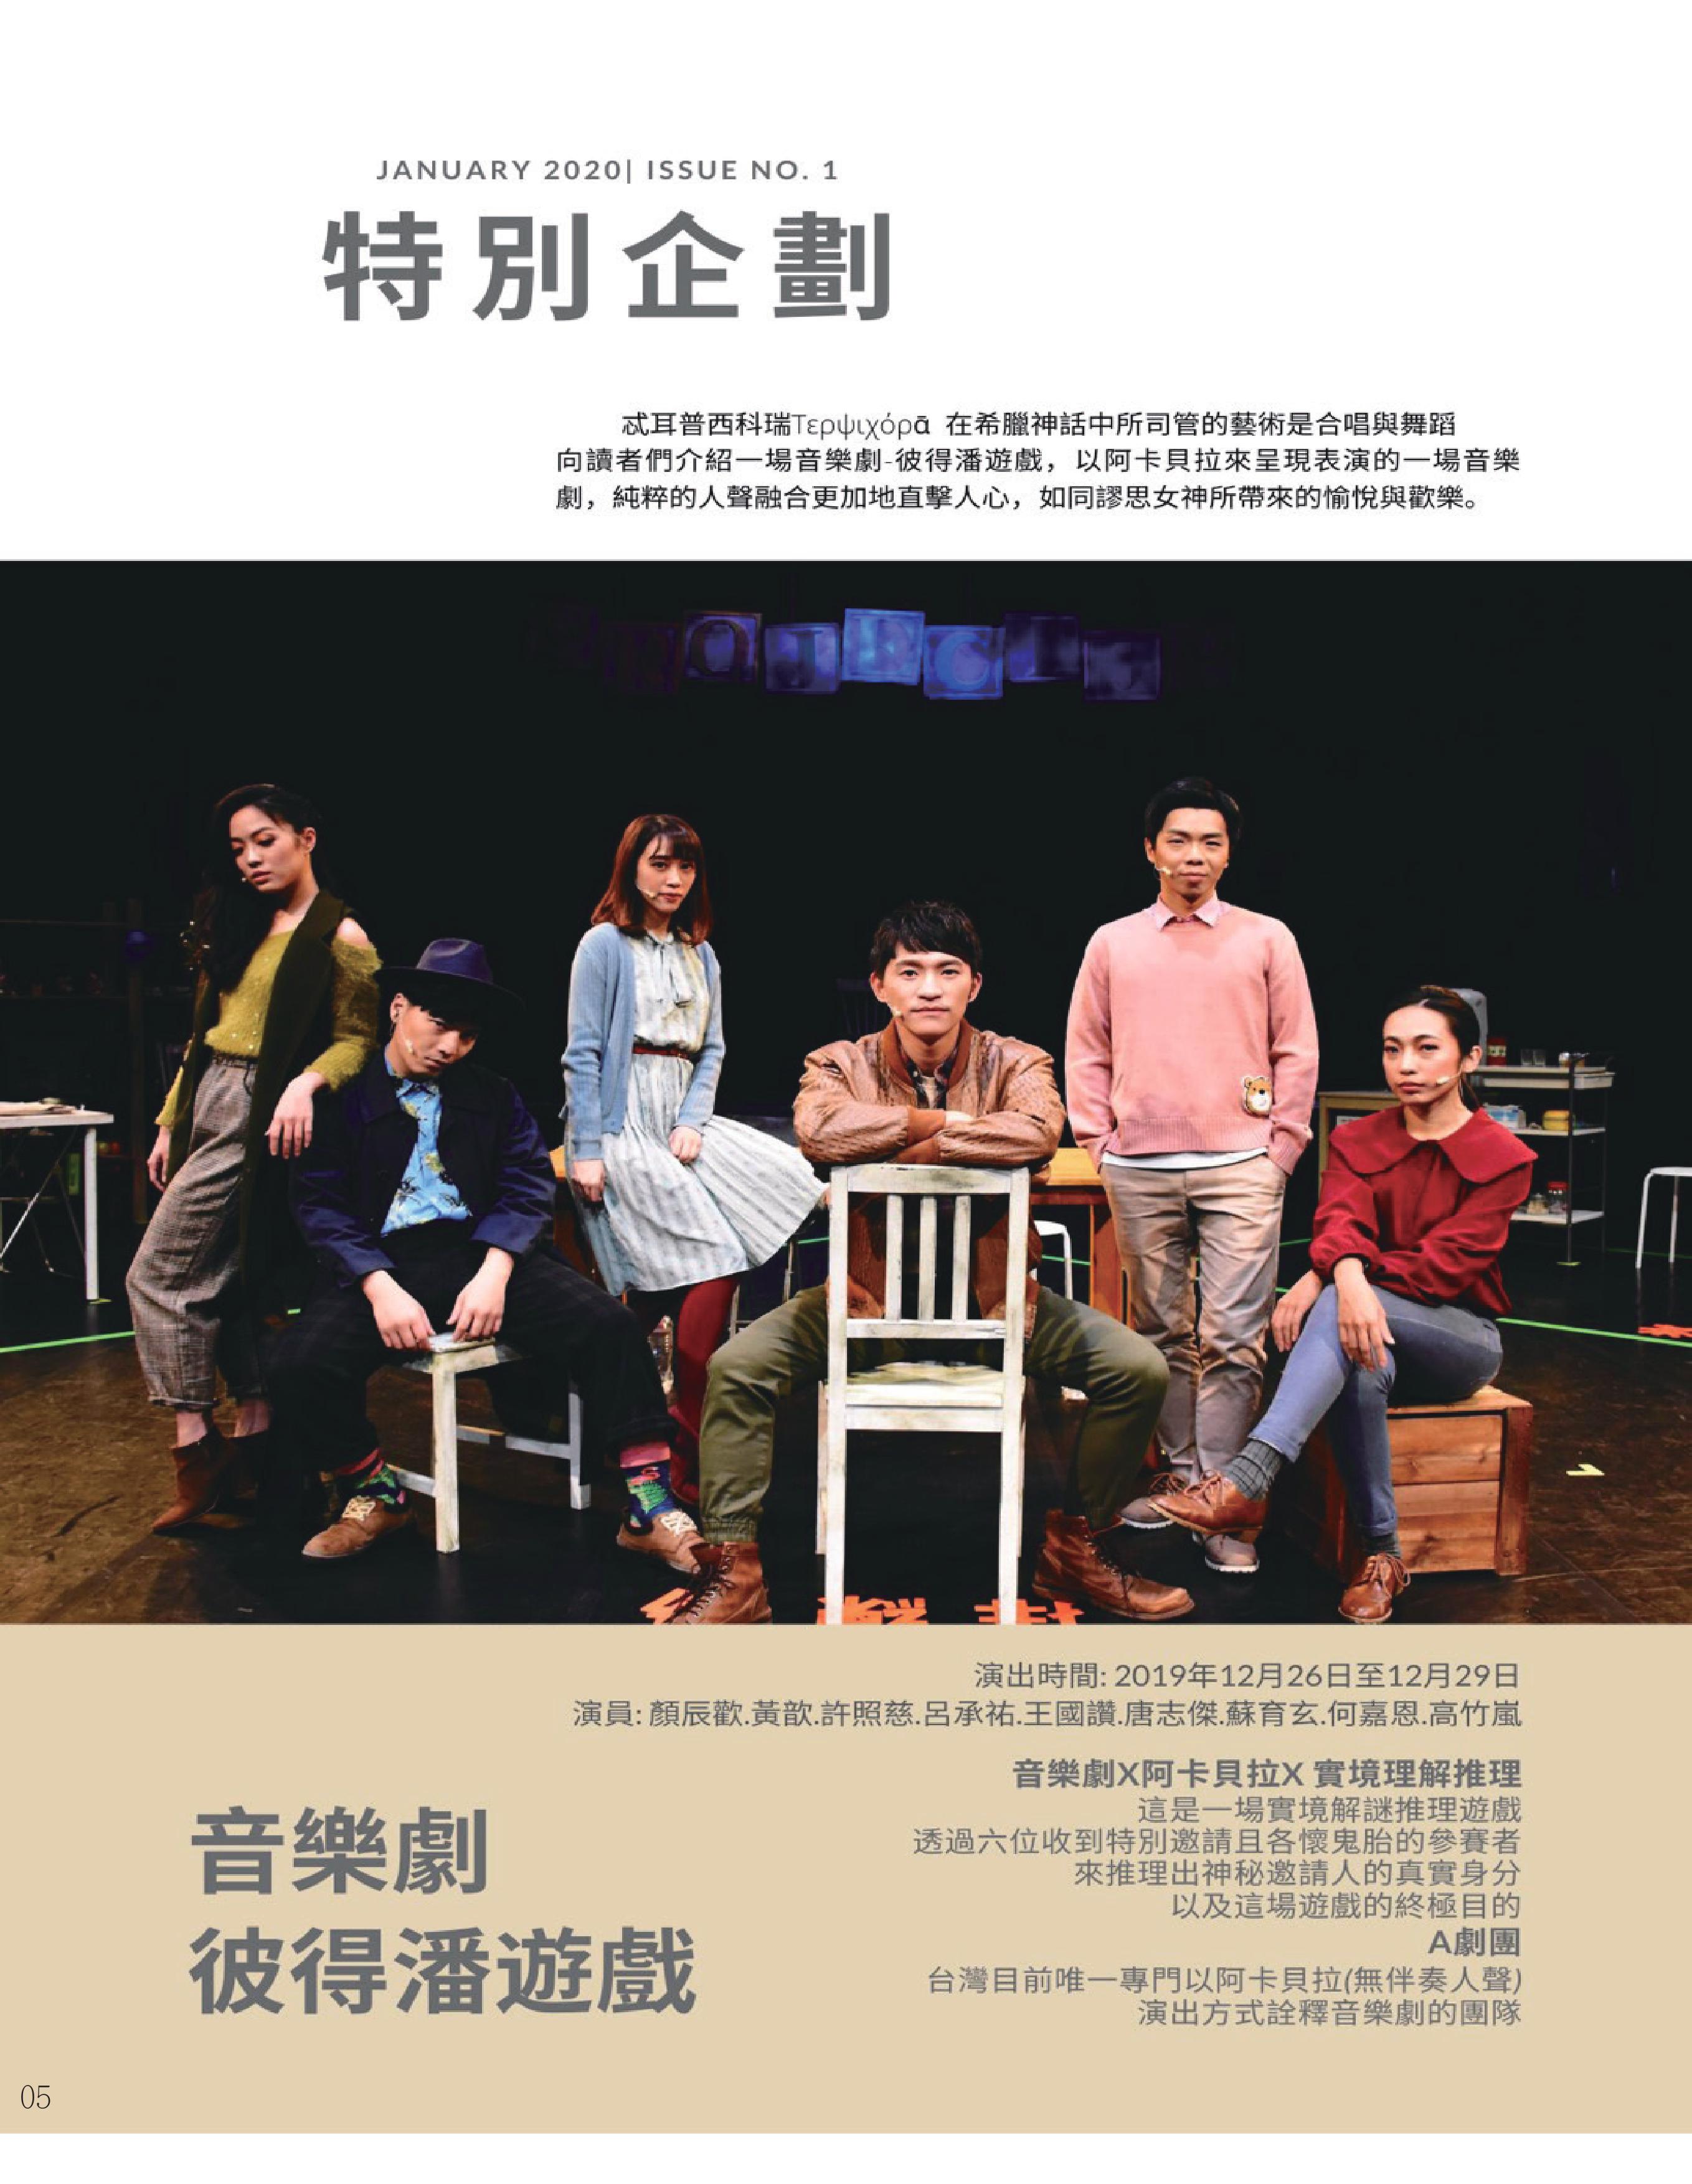 JANUARY 2020| ISSUE NO. 1
特別企劃
忒耳普西科瑞Τερψιχόρᾱ 在希臘神話中所司管的藝術是合唱與舞蹈
向讀者們介紹一場音樂劇-彼得潘遊戲，以阿卡貝拉來呈現表演的一場音樂
劇，純粹的人聲融合更加地直擊人心，如同謬思女神所帶來的愉悅與歡樂。
演出時間: 2019年12月26日至12月29日
演員: 顏辰歡.黃歆.許照慈.呂承祐.王國讚.唐志傑.蘇育玄.何嘉恩.高竹嵐
音樂劇X阿卡貝拉X 實境理解推理
這是一場實境解謎推理遊戲
透過六位收到特別邀請且各懷鬼胎的參賽者
來推理出神秘邀請人的真實身分
以及這場遊戲的終極目的
A劇團
台灣目前唯一專門以阿卡貝拉(無伴奏人聲)
演出方式詮釋音樂劇的團隊
音樂劇
彼得潘遊戲
05